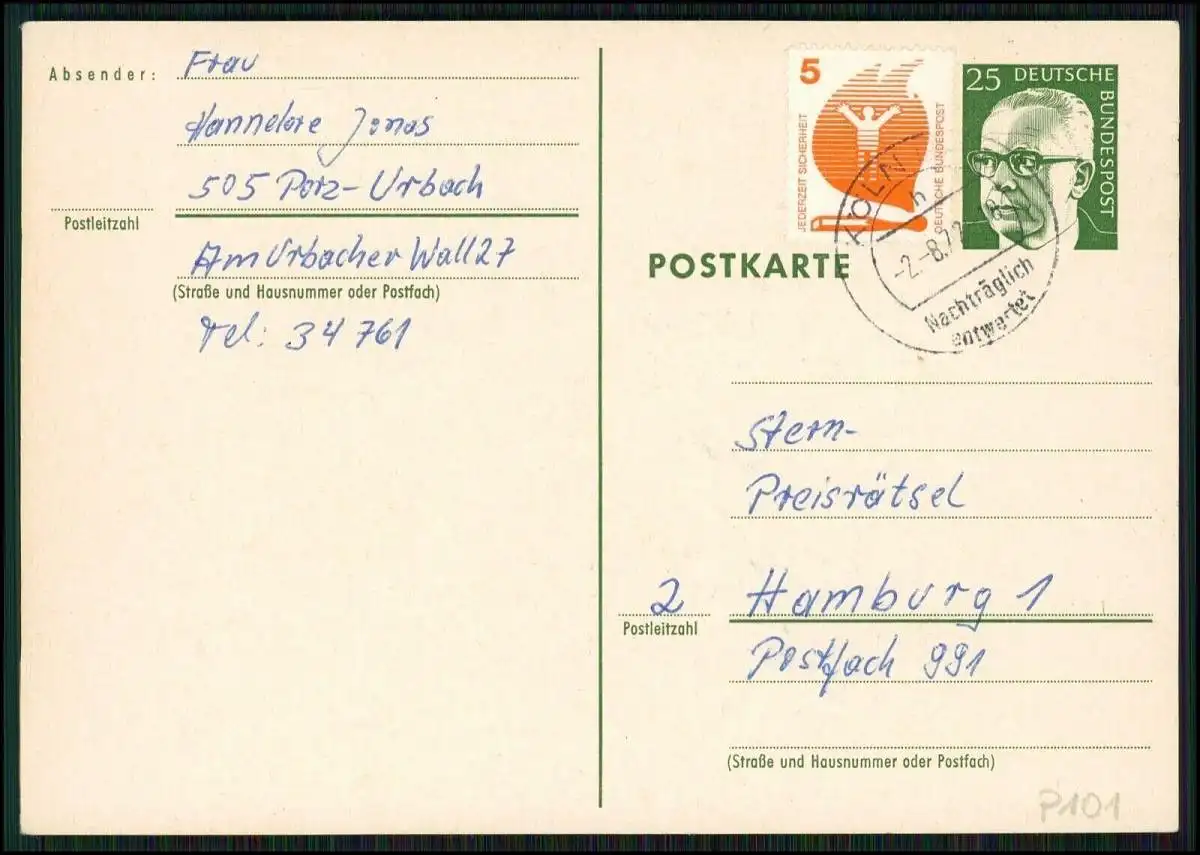 Absender: Frau
Hannelore Jonas
505 Porz-Urbach
Postleitzahl
Am Urbacher Wall 27
(Straße und Hausnummer oder Postfach)
Tel: 34 761
5
JEDERZEIT SICHERHEIT
DEUTSCHE BUNDESPOST
25 DEUTSCHE
BUNDESPOST
POSTKARTE
KÖLN
h
-2.-8.72
Nachträglich
entwertet
Stern-
Preisrätsel
2 Hamburg 1
Postleitzahl
Postfach 991
(Straße und Hausnummer oder Postfach)
P101